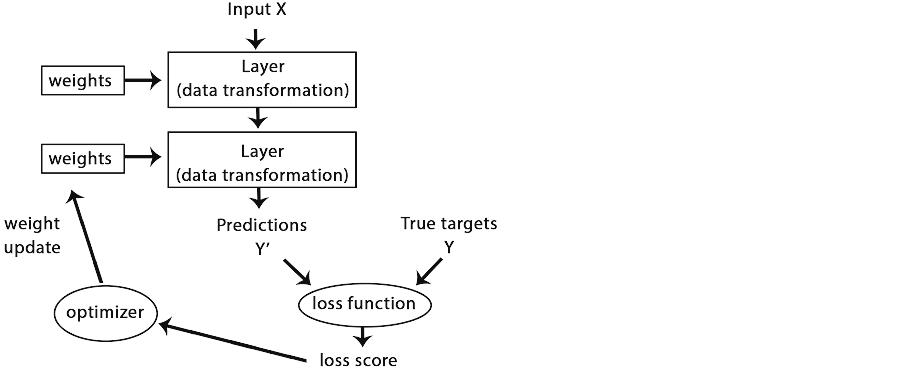 Input X
Layer
(data transformation)
weights
Layer
(data transformation)
weights
weight
update
Predictions
Y’
True targets
Y
optimizer
loss function
loss score